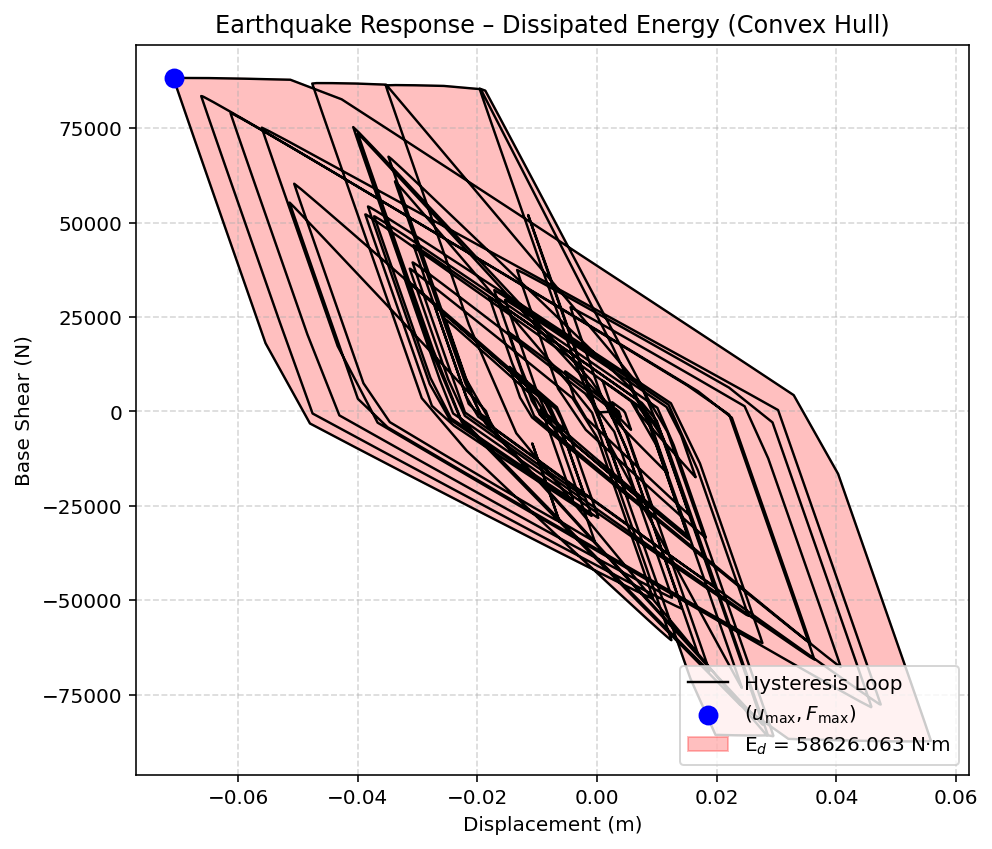 Earthquake Response – Dissipated Energy (Convex Hull)
75000
50000
25000
0
−25000
−50000
−75000
Base Shear (N)
Hysteresis Loop
(u_max, F_max)
E_d = 58626.063 N·m
−0.06
−0.04
−0.02
0.00
0.02
0.04
0.06
Displacement (m)